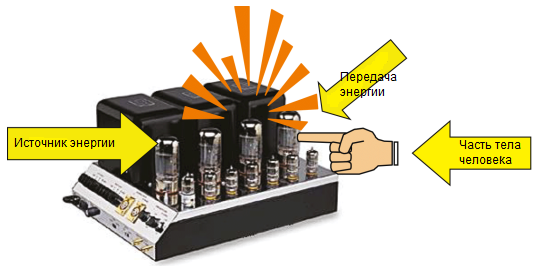 Передача
энергии
Источник энергии
Часть тела
человека